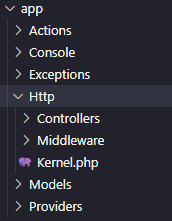 app
Actions
Console
Exceptions
Http
Controllers
Middleware
Kernel.php
Models
Providers